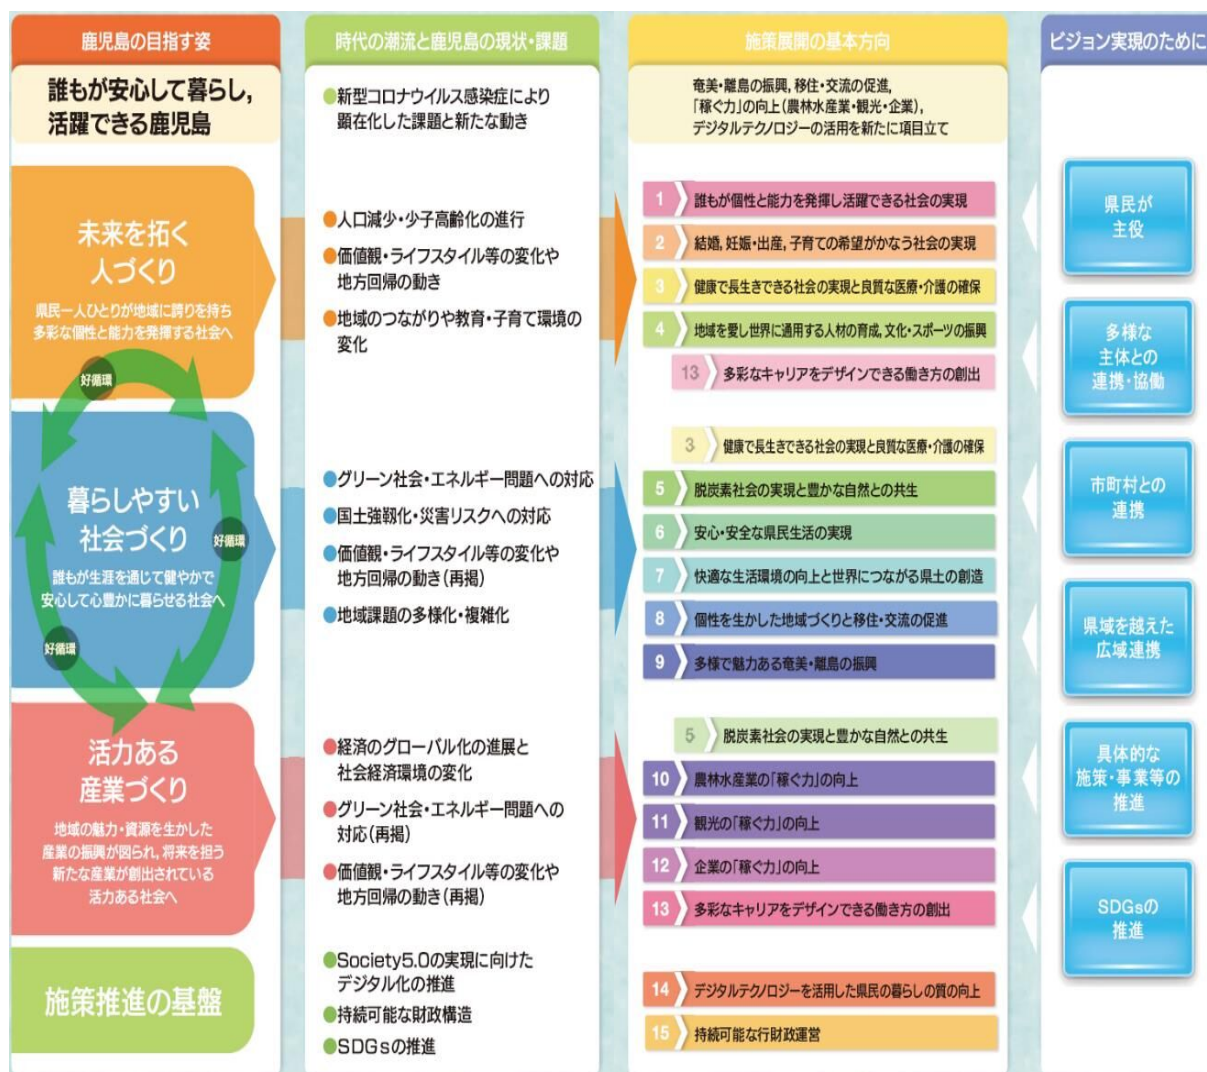 鹿児島の目指す姿
誰もが安心して暮らし,
活躍できる鹿児島
未来を拓く
人づくり
県民一人ひとりが地域に誇りを持ち
多彩な個性と能力を発揮する社会へ
好循環
暮らしやすい
社会づくり
好循環
誰もが生涯を通じて健やかで
安心して心豊かに暮らせる社会へ
好循環
活力ある
産業づくり
地域の魅力・資源を生かした
産業の振興が図られ,将来を担う
新たな産業が創出されている
活力ある社会へ
施策推進の基盤
時代の潮流と鹿児島の現状・課題
●新型コロナウイルス感染症により
顕在化した課題と新たな動き
●人口減少・少子高齢化の進行
●価値観・ライフスタイル等の変化や
地方回帰の動き
●地域のつながりや教育・子育て環境の
変化
●グリーン社会・エネルギー問題への対応
●国土強靱化・災害リスクへの対応
●価値観・ライフスタイル等の変化や
地方回帰の動き(再掲)
●地域課題の多様化・複雑化
●経済のグローバル化の進展と
社会経済環境の変化
●グリーン社会・エネルギー問題への
対応(再掲)
●価値観・ライフスタイル等の変化や
地方回帰の動き(再掲)
●Society5.0の実現に向けた
デジタル化の推進
●持続可能な財政構造
●SDGsの推進
施策展開の基本方向
奄美・離島の振興,移住・交流の促進,
「稼ぐ力」の向上(農林水産業・観光・企業),
デジタルテクノロジーの活用を新たに項目立て
1 誰もが個性と能力を発揮し活躍できる社会の実現
2 結婚,妊娠・出産,子育ての希望がかなう社会の実現
3 健康で長生きできる社会の実現と良質な医療・介護の確保
4 地域を愛し世界に通用する人材の育成,文化・スポーツの振興
13 多彩なキャリアをデザインできる働き方の創出
3 健康で長生きできる社会の実現と良質な医療・介護の確保
5 脱炭素社会の実現と豊かな自然との共生
6 安心・安全な県民生活の実現
7 快適な生活環境の向上と世界につながる県土の創造
8 個性を生かした地域づくりと移住・交流の促進
9 多様で魅力ある奄美・離島の振興
5 脱炭素社会の実現と豊かな自然との共生
10 農林水産業の「稼ぐ力」の向上
11 観光の「稼ぐ力」の向上
12 企業の「稼ぐ力」の向上
13 多彩なキャリアをデザインできる働き方の創出
14 デジタルテクノロジーを活用した県民の暮らしの質の向上
15 持続可能な行財政運営
ビジョン実現のために
県民が
主役
多様な
主体との
連携・協働
市町村との
連携
県域を越えた
広域連携
具体的な
施策・事業等の
推進
SDGsの
推進